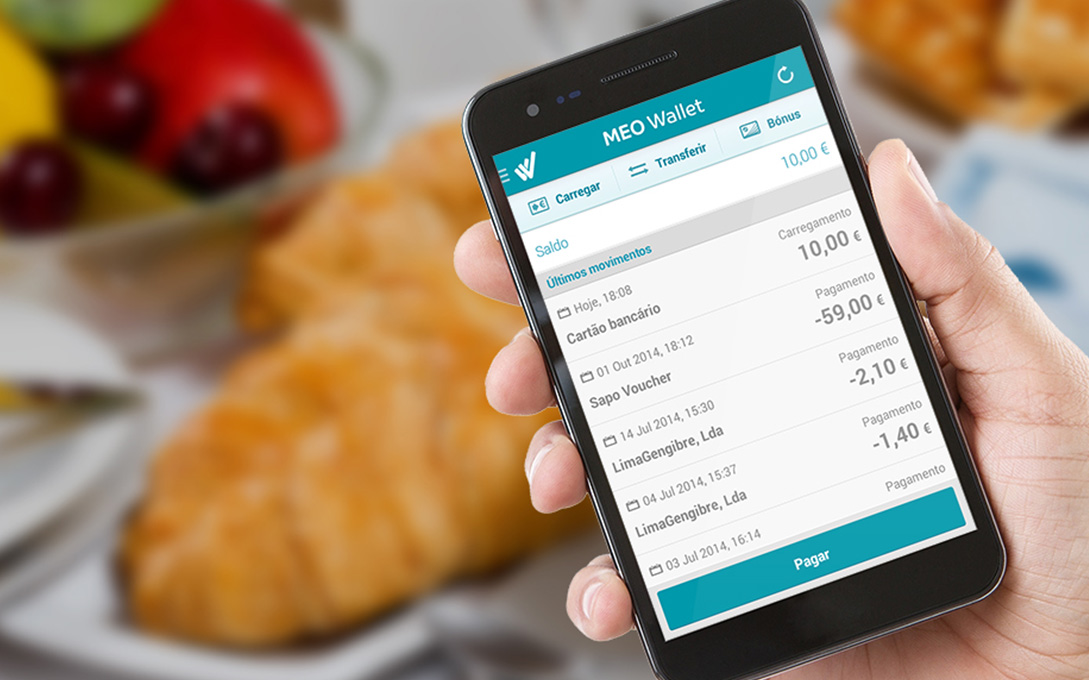 MEO Wallet
Carregar
Transferir
Bónus
Saldo
10,00 €
Últimos movimentos
Hoje, 18:08
Carregamento
Cartão bancário
10,00 €
01 Out 2014, 18:12
Pagamento
Sapo Voucher
-59,00 €
14 Jul 2014, 15:30
Pagamento
LimaGengibre, Lda
-2,10 €
04 Jul 2014, 15:37
Pagamento
LimaGengibre, Lda
-1,40 €
03 Jul 2014, 16:14
Pagamento
Pagar